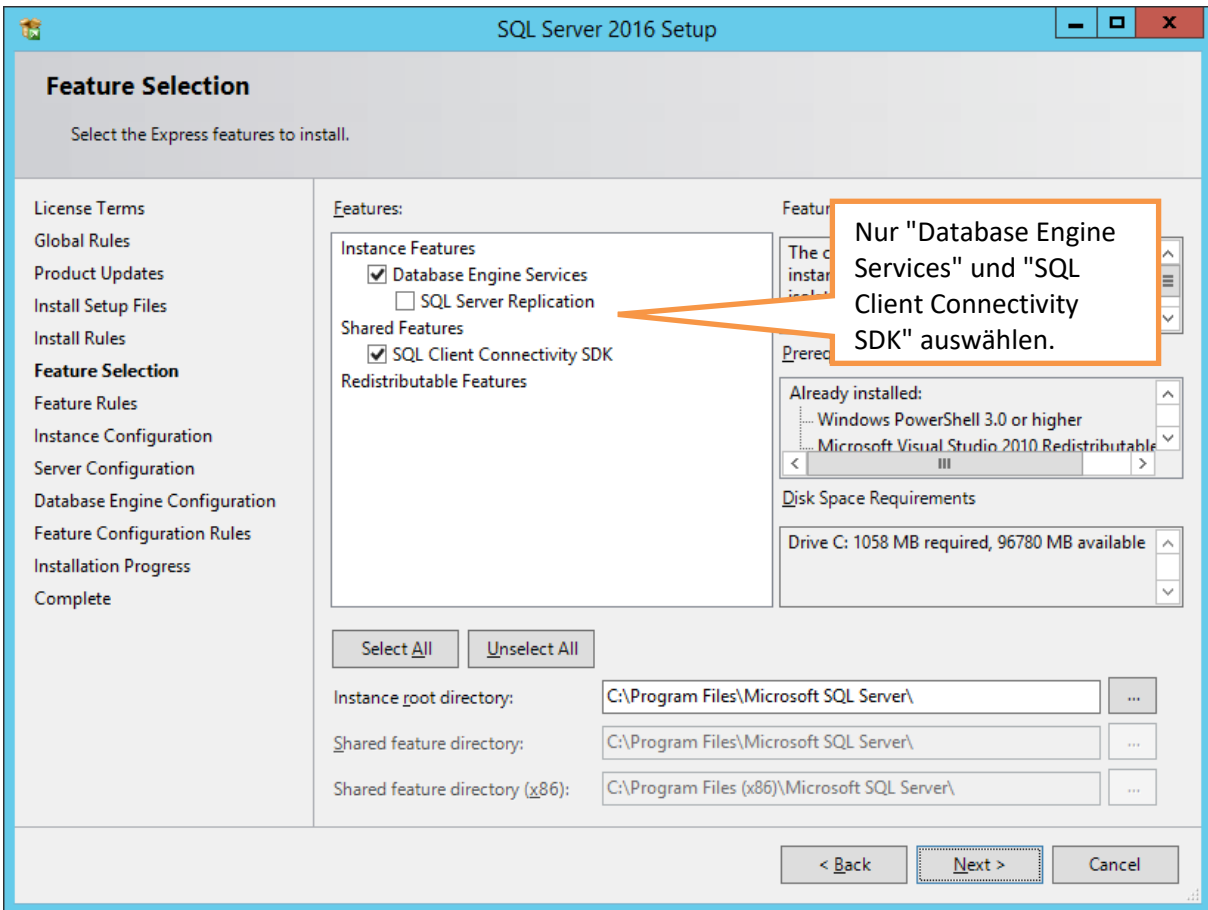 SQL Server 2016 Setup
Feature Selection
Select the Express features to install.
License Terms
Global Rules
Product Updates
Install Setup Files
Install Rules
Feature Selection
Feature Rules
Instance Configuration
Server Configuration
Database Engine Configuration
Feature Configuration Rules
Installation Progress
Complete
Features:
Instance Features
Database Engine Services
SQL Server Replication
Shared Features
SQL Client Connectivity SDK
Redistributable Features
Nur "Database Engine
Services" und "SQL
Client Connectivity
SDK" auswählen.
The
Already installed:
Windows PowerShell 3.0 or higher
Microsoft Visual Studio 2010 Redistributable
Disk Space Requirements
Drive C: 1058 MB required, 96780 MB available
Select All
Unselect All
Instance root directory:
C:\Program Files\Microsoft SQL Server\
...
Shared feature directory:
C:\Program Files\Microsoft SQL Server\
...
Shared feature directory (x86):
C:\Program Files (x86)\Microsoft SQL Server\
...
< Back
Next >
Cancel